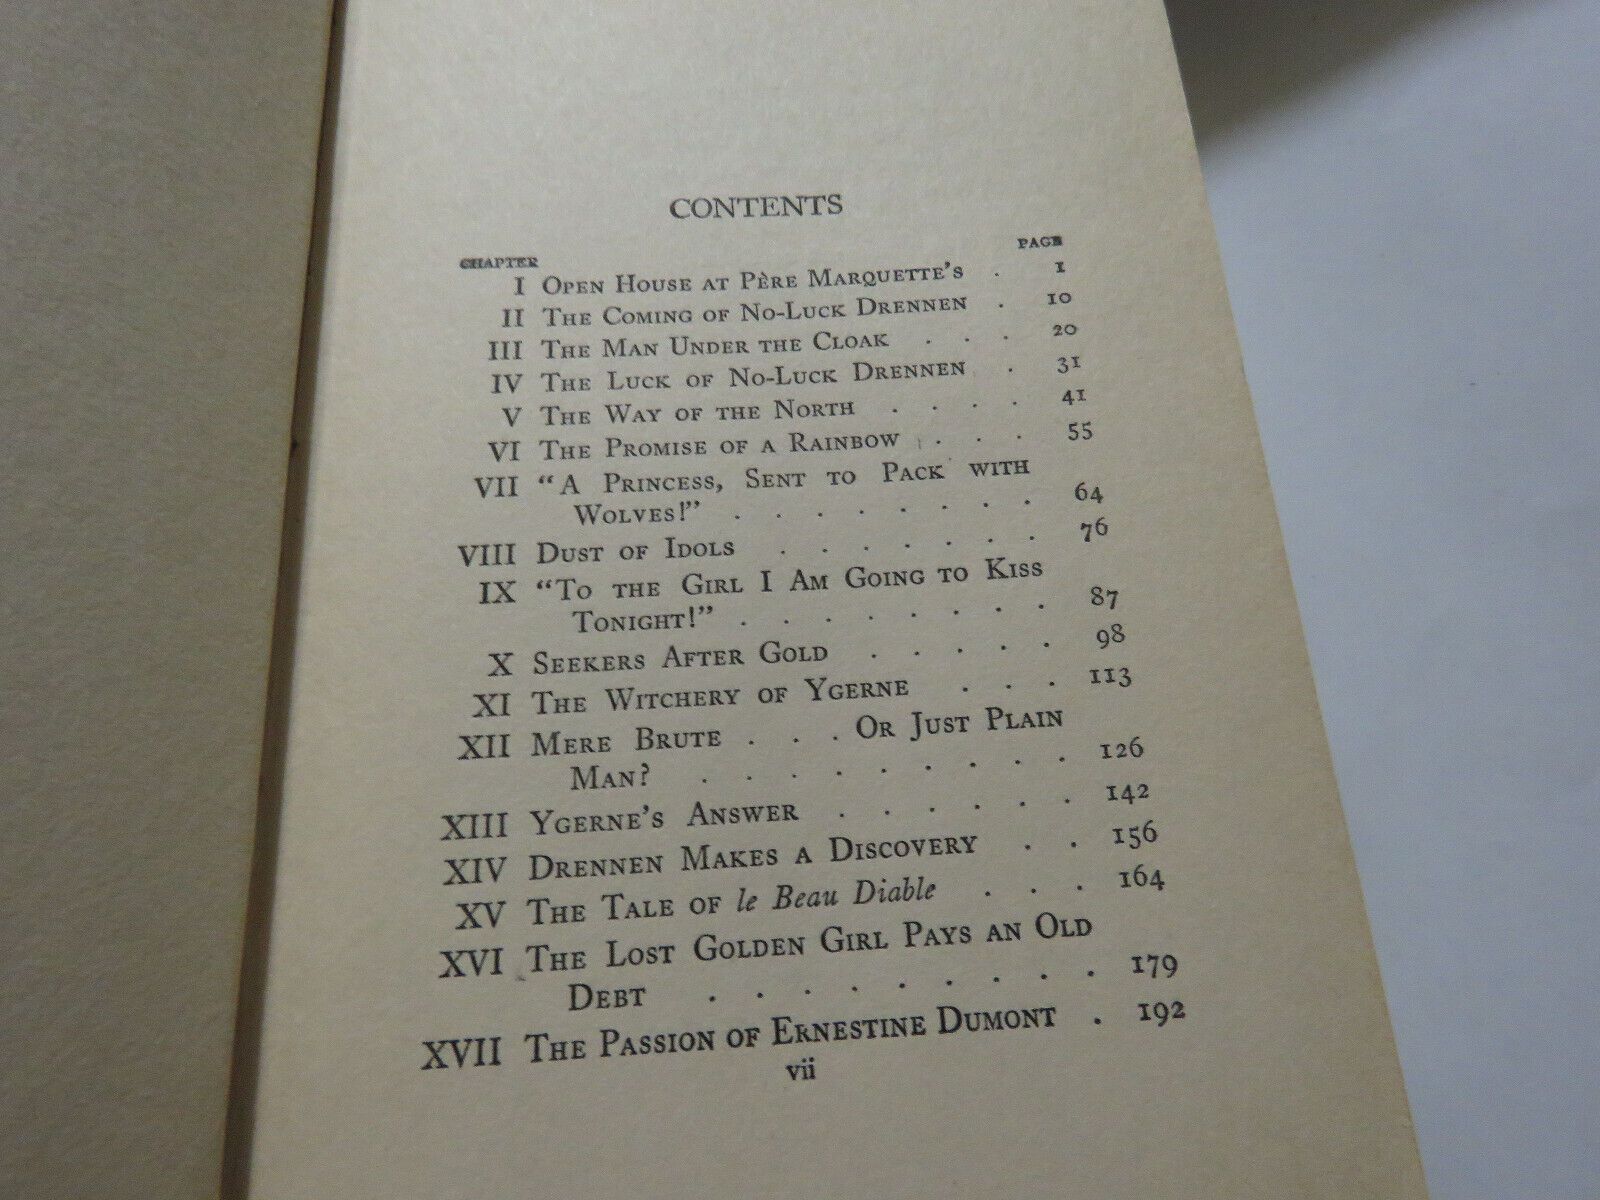 CONTENTS
CHAPTER PAGE
I OPEN HOUSE AT PÈRE MARQUETTE'S . 1
II THE COMING OF NO-LUCK DRENNEN . 10
III THE MAN UNDER THE CLOAK . . . 20
IV THE LUCK OF NO-LUCK DRENNEN . 31
V THE WAY OF THE NORTH . . . . 41
VI THE PROMISE OF A RAINBOW . . . 55
VII "A PRINCESS, SENT TO PACK WITH
WOLVES!" . . . . . . . . 64
VIII DUST OF IDOLS . . . . . . . 76
IX "TO THE GIRL I AM GOING TO KISS
TONIGHT!" . . . . . . . . 87
X SEEKERS AFTER GOLD . . . . . 98
XI THE WITCHERY OF YGERNE . . . 113
XII MERE BRUTE . . . OR JUST PLAIN
MAN? . . . . . . . . . 126
XIII YGERNE'S ANSWER . . . . . . 142
XIV DRENNEN MAKES A DISCOVERY . . 156
XV THE TALE OF le Beau Diable . . . 164
XVI THE LOST GOLDEN GIRL PAYS AN OLD
DEBT . . . . . . . . . 179
XVII THE PASSION OF ERNESTINE DUMONT . 192
vii